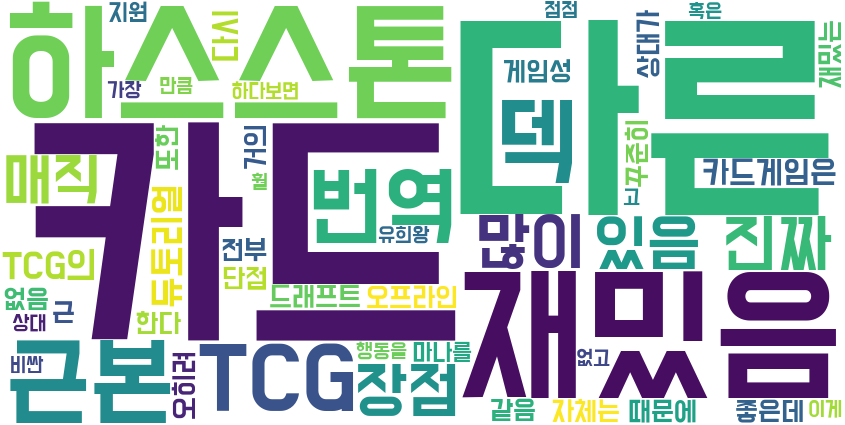 하스스톤
지원
다시
만큼
가장
하다보면
점점
혹은
상대가
재밌는
게임성
다른
카드
덱
거인
또한
훨
꾸준히
고
카드게임은
매직
번역
튜토리얼
유희왕
많이
있음
진짜
전부
단점
TCG의
없음
근
상대
한다
드래프트
오프라인
재밌음
비싼
근본
오히려
TCG
행동을
마나를
장점
없고
같음
자체는
때문에
좋은데
이게